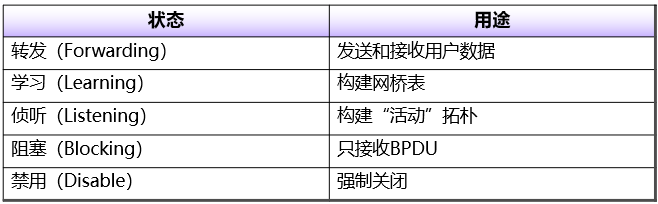 状态 用途
转发（Forwarding） 发送和接收用户数据
学习（Learning） 构建网桥表
侦听（Listening） 构建“活动”拓朴
阻塞（Blocking） 只接收BPDU
禁用（Disable） 强制关闭